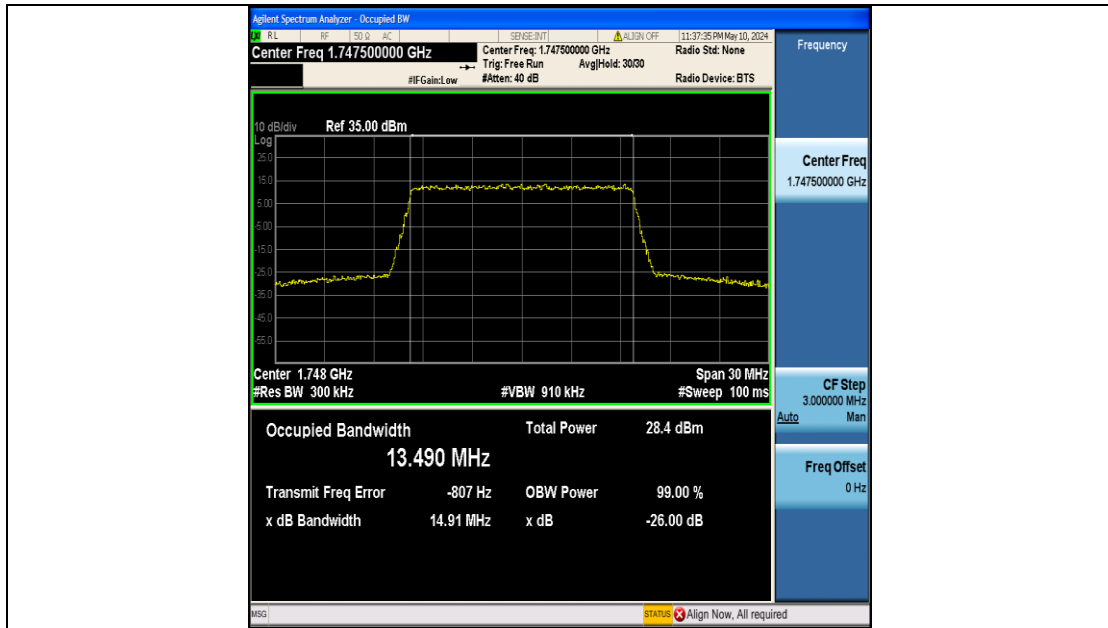 Agilent Spectrum Analyzer - Occupied BW
RL RF 50 Ω AC SENSE:INT ALIGN OFF 11:37:35 PM May 10, 2024
Center Freq 1.747500000 GHz
Center Freq: 1.747500000 GHz Radio Std: None
Trig: Free Run Avg|Hold: 30/30
#IFGain:Low #Atten: 40 dB Radio Device: BTS
10 dB/div Ref 35.00 dBm
Log
25.0
15.0
5.00
-5.00
-15.0
-25.0
-35.0
-45.0
-55.0
Center 1.748 GHz Span 30 MHz
#Res BW 300 kHz #VBW 910 kHz #Sweep 100 ms
Occupied Bandwidth Total Power 28.4 dBm
13.490 MHz
Transmit Freq Error -807 Hz OBW Power 99.00 %
x dB Bandwidth 14.91 MHz x dB -26.00 dB
MSG STATUS Align Now, All required
Frequency
Center Freq
1.747500000 GHz
CF Step
3.000000 MHz
Auto Man
Freq Offset
0 Hz